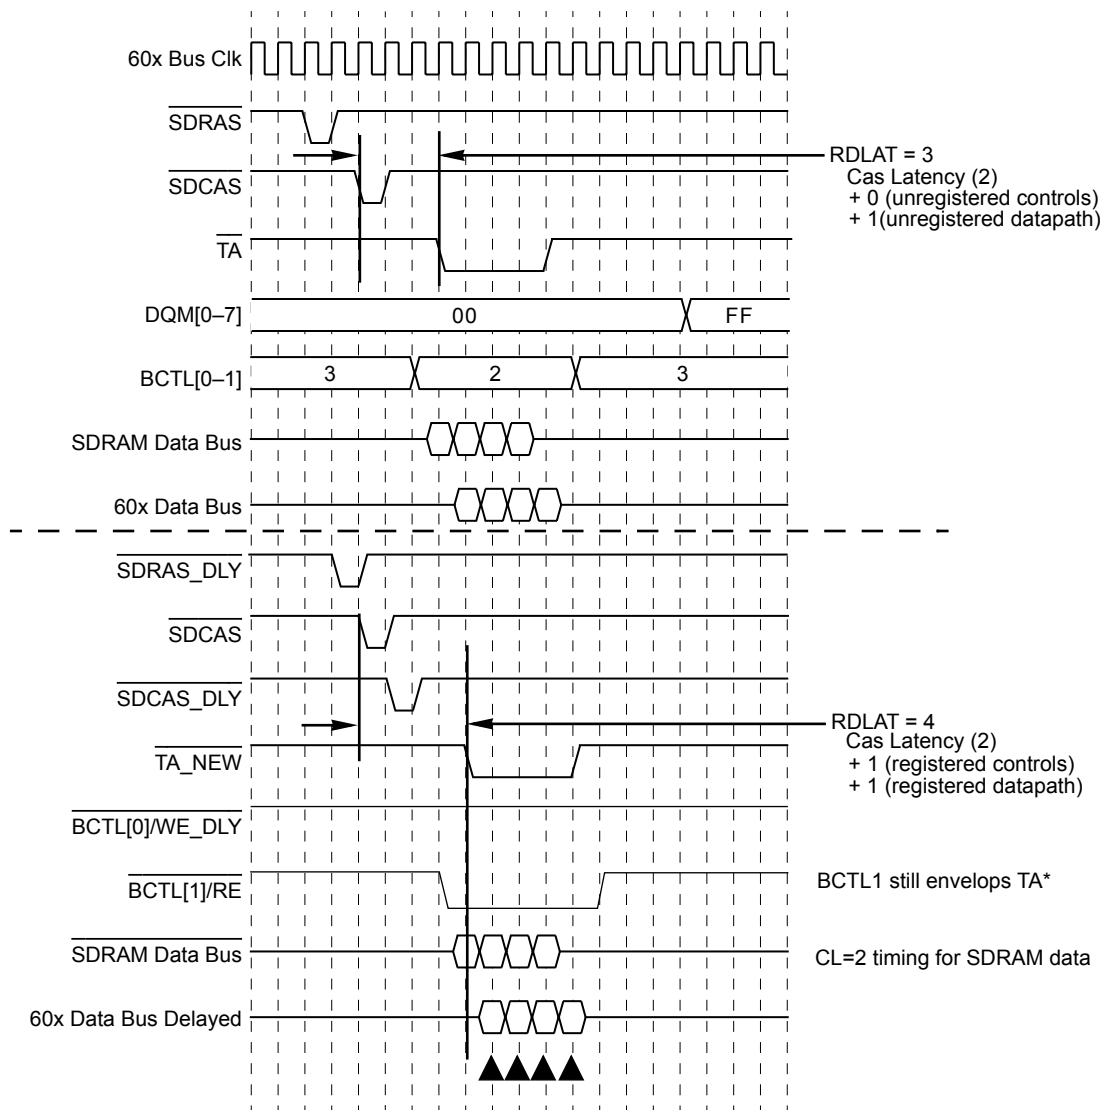 60x Bus Clk
SDRAS
RDLAT = 3
Cas Latency (2)
SDCAS
+ 0 (unregistered controls)
+ 1(unregistered datapath)
TA
DQM[0–7]
00
FF
BCTL[0–1]
3
2
3
SDRAM Data Bus
60x Data Bus
SDRAS_DLY
SDCAS
SDCAS_DLY
RDLAT = 4
Cas Latency (2)
TA_NEW
+ 1 (registered controls)
+ 1 (registered datapath)
BCTL[0]/WE_DLY
BCTL[1]/RE
BCTL1 still envelops TA*
SDRAM Data Bus
CL=2 timing for SDRAM data
60x Data Bus Delayed